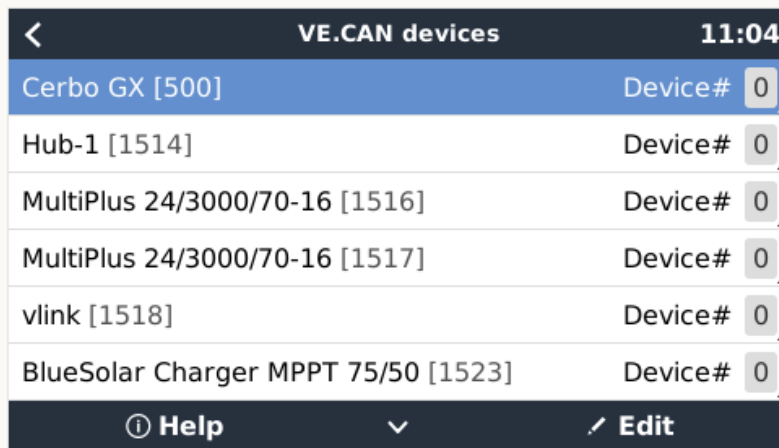 VE.CAN devices 11:04
Cerbo GX [500] Device# 0
Hub-1 [1514] Device# 0
MultiPlus 24/3000/70-16 [1516] Device# 0
MultiPlus 24/3000/70-16 [1517] Device# 0
vlink [1518] Device# 0
BlueSolar Charger MPPT 75/50 [1523] Device# 0
Help Edit